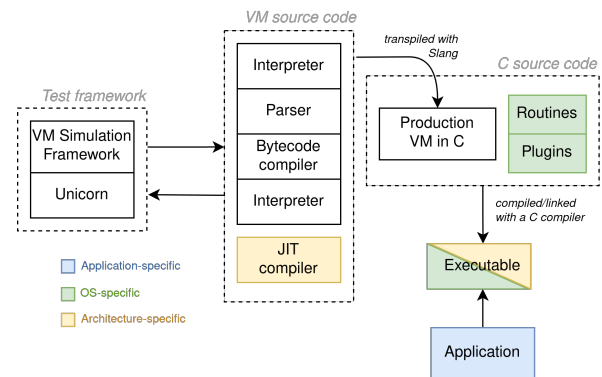 VM source code
transpiled with
Slang
C source code
Test framework
VM Simulation
Framework
Unicorn
Interpreter
Parser
Bytecode
compiler
Interpreter
JIT
compiler
Production
VM in C
Routines
Plugins
compiled/linked
with a C compiler
Executable
Application
Application-specific
OS-specific
Architecture-specific